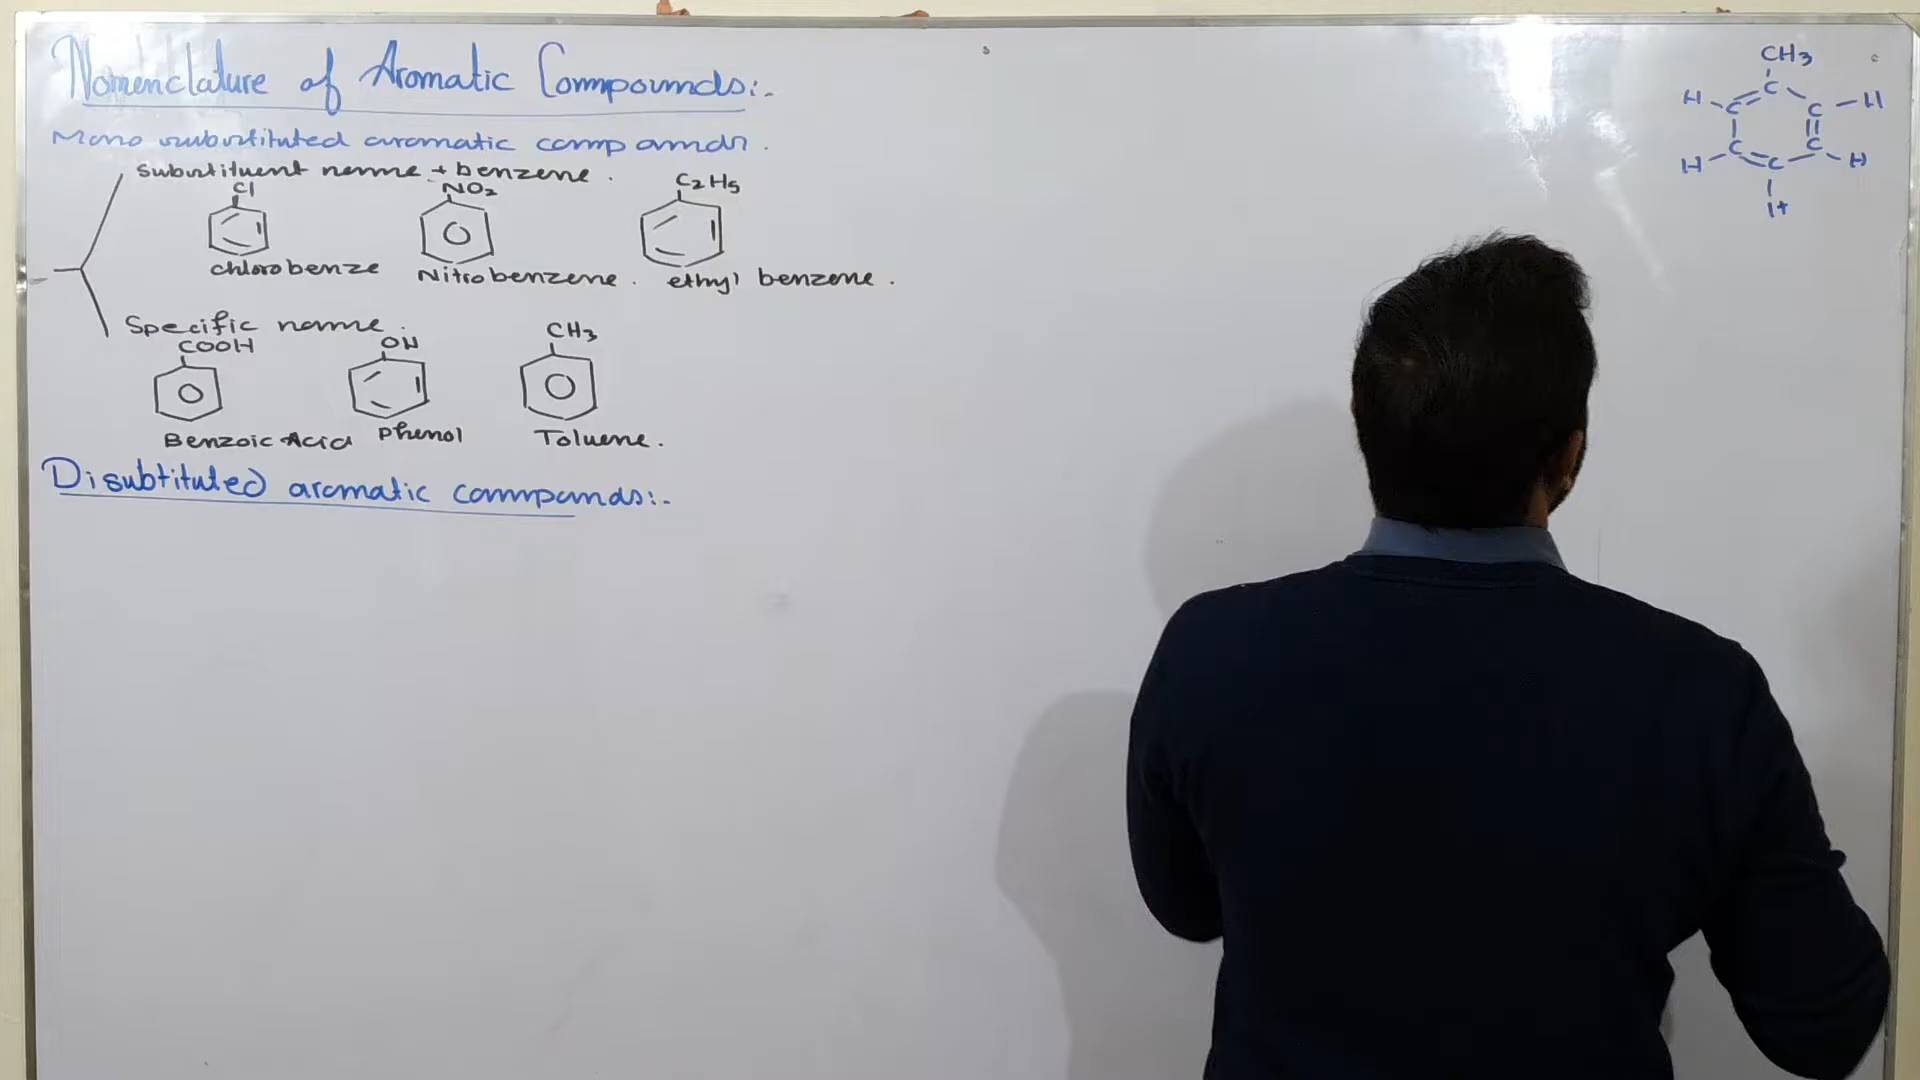 Nomenclature of Aromatic Compounds:-
Mono substituted aromatic compounds.
Substituent name + benzene.
Cl
NO2
C2H5
chlorobenze
Nitrobenzene.
ethyl benzene.
Specific name.
COOH
OH
CH3
Benzoic Acid
Phenol
Toluene.
Disubtituted aromatic compounds:-
CH3
H C C C H
H C C C H
H